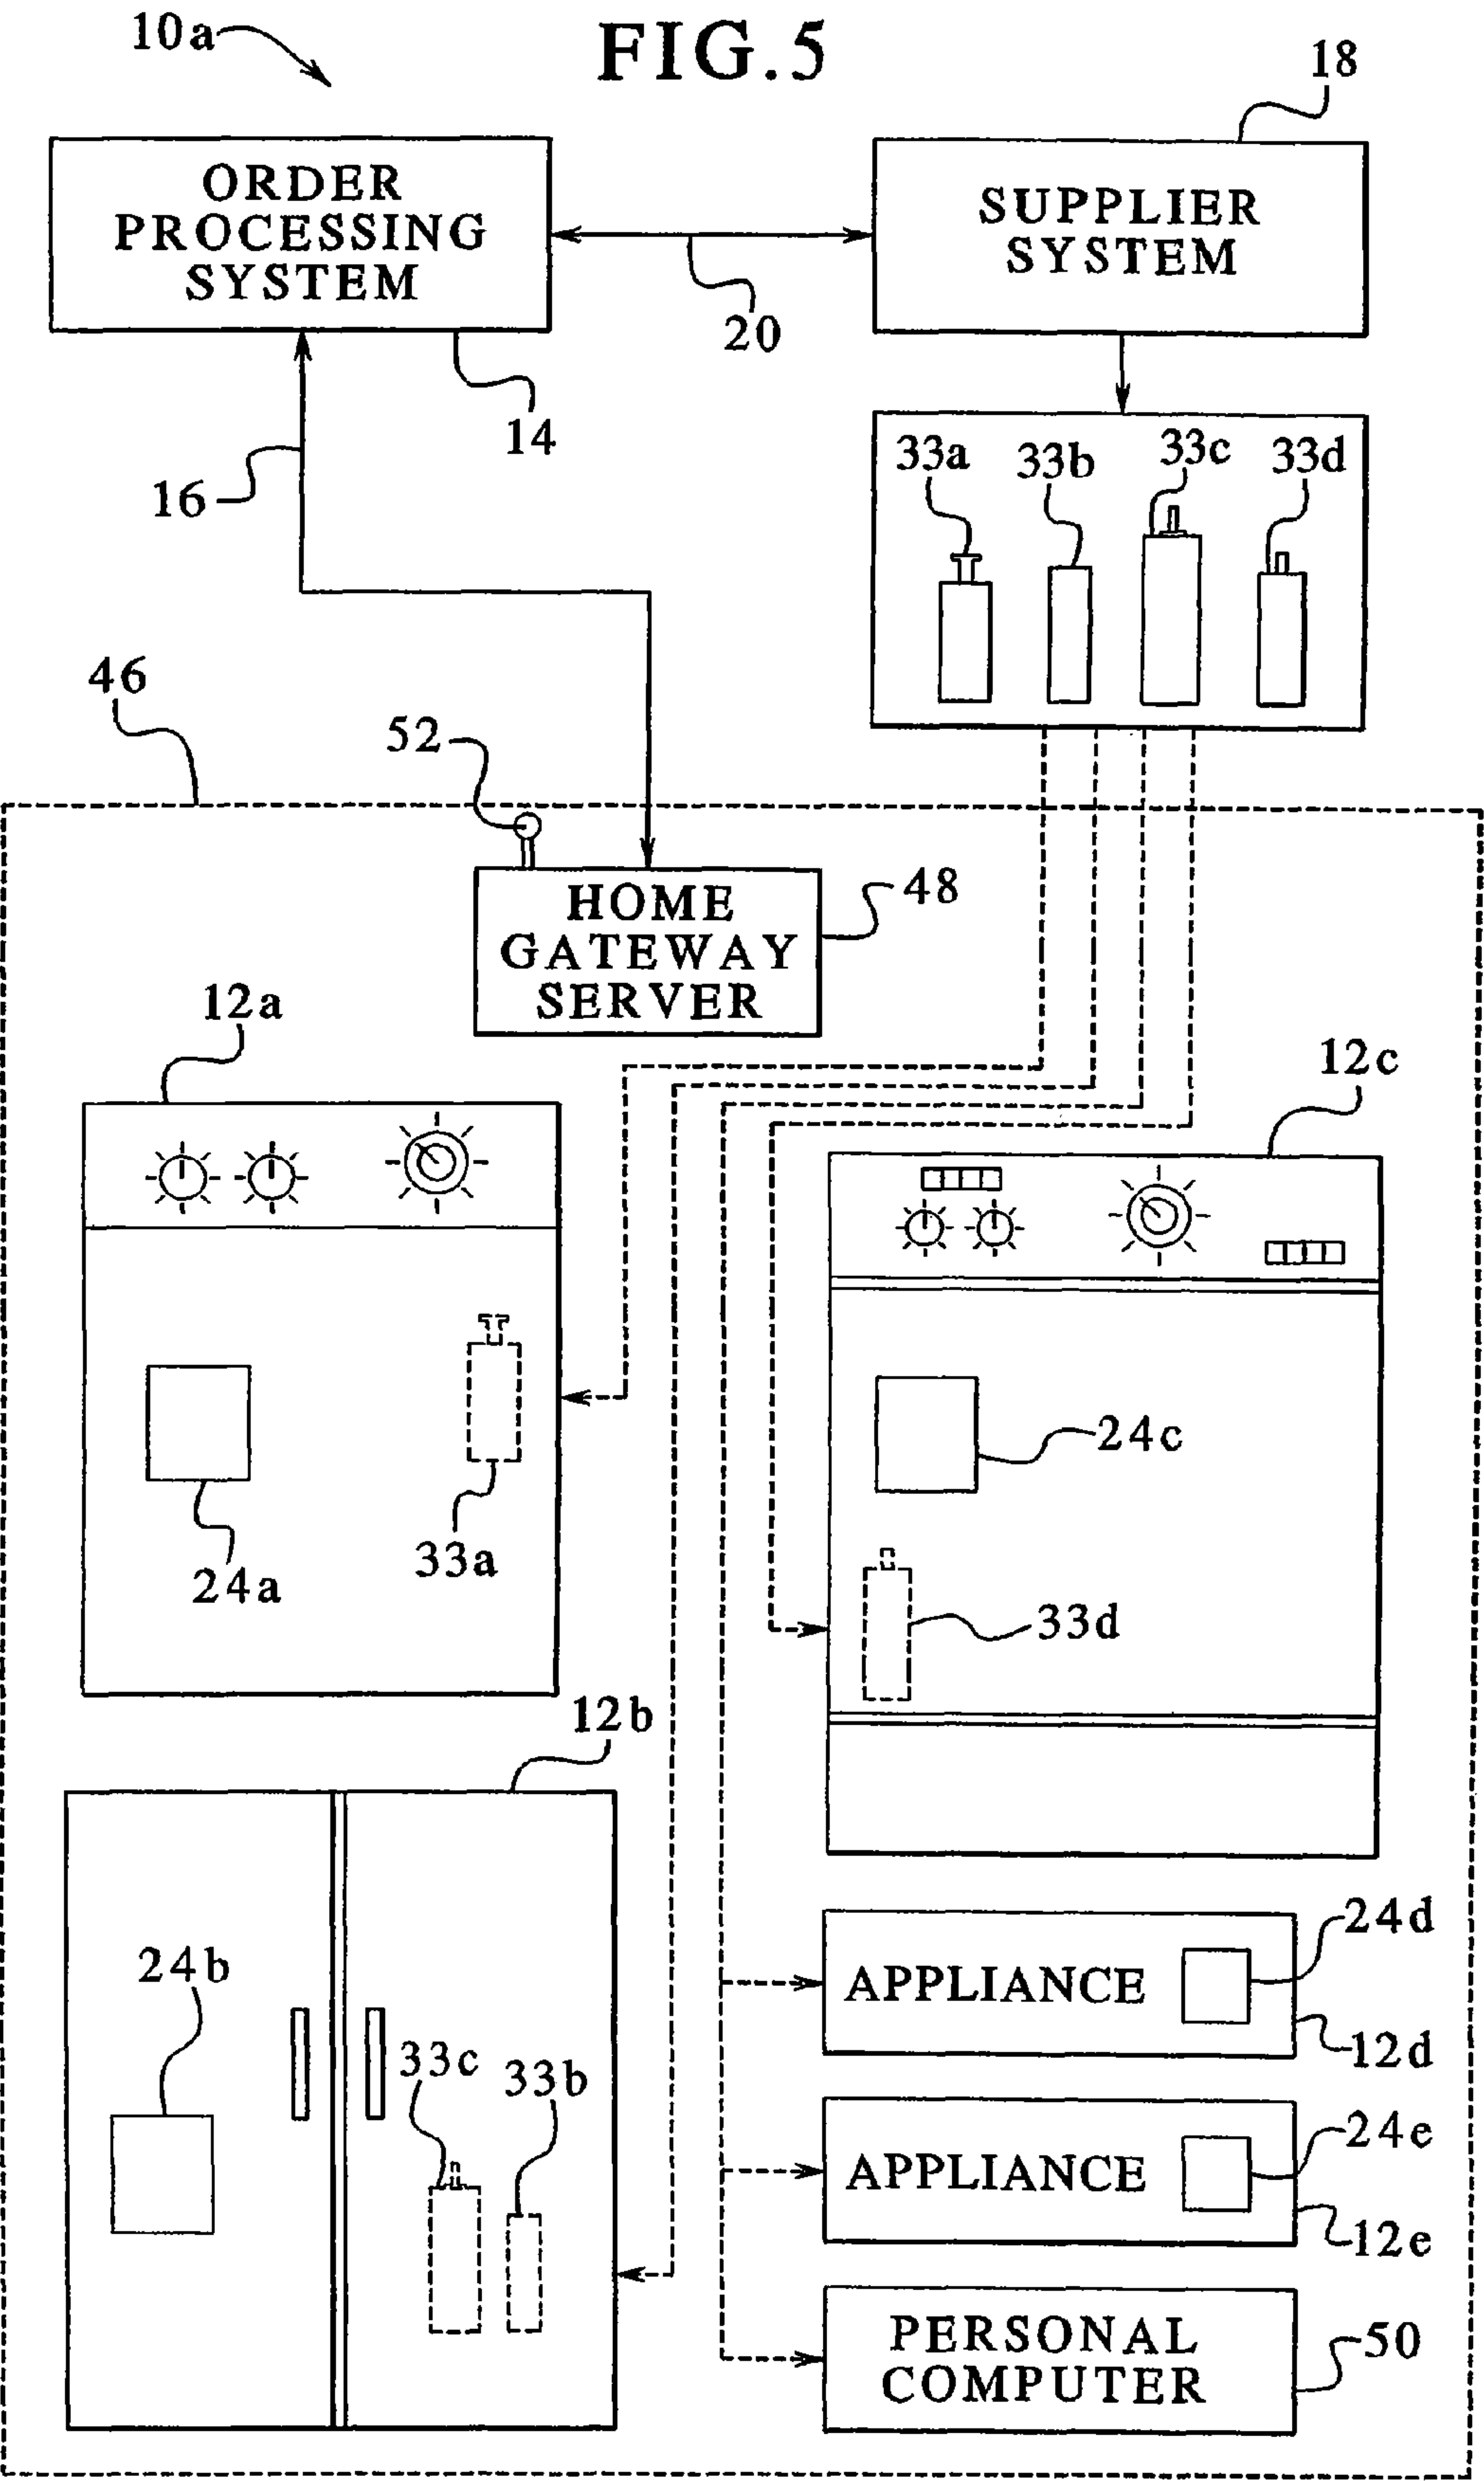 10a
FIG.5
18
ORDER
PROCESSING
SYSTEM
SUPPLIER
SYSTEM
20
14
16
33a
33b
33c
33d
46
52
HOME
GATEWAY
SERVER
48
12a
12c
24a
33a
24c
33d
12b
24b
33c
33b
APPLIANCE
24d
12d
APPLIANCE
24e
12e
PERSONAL
COMPUTER
50